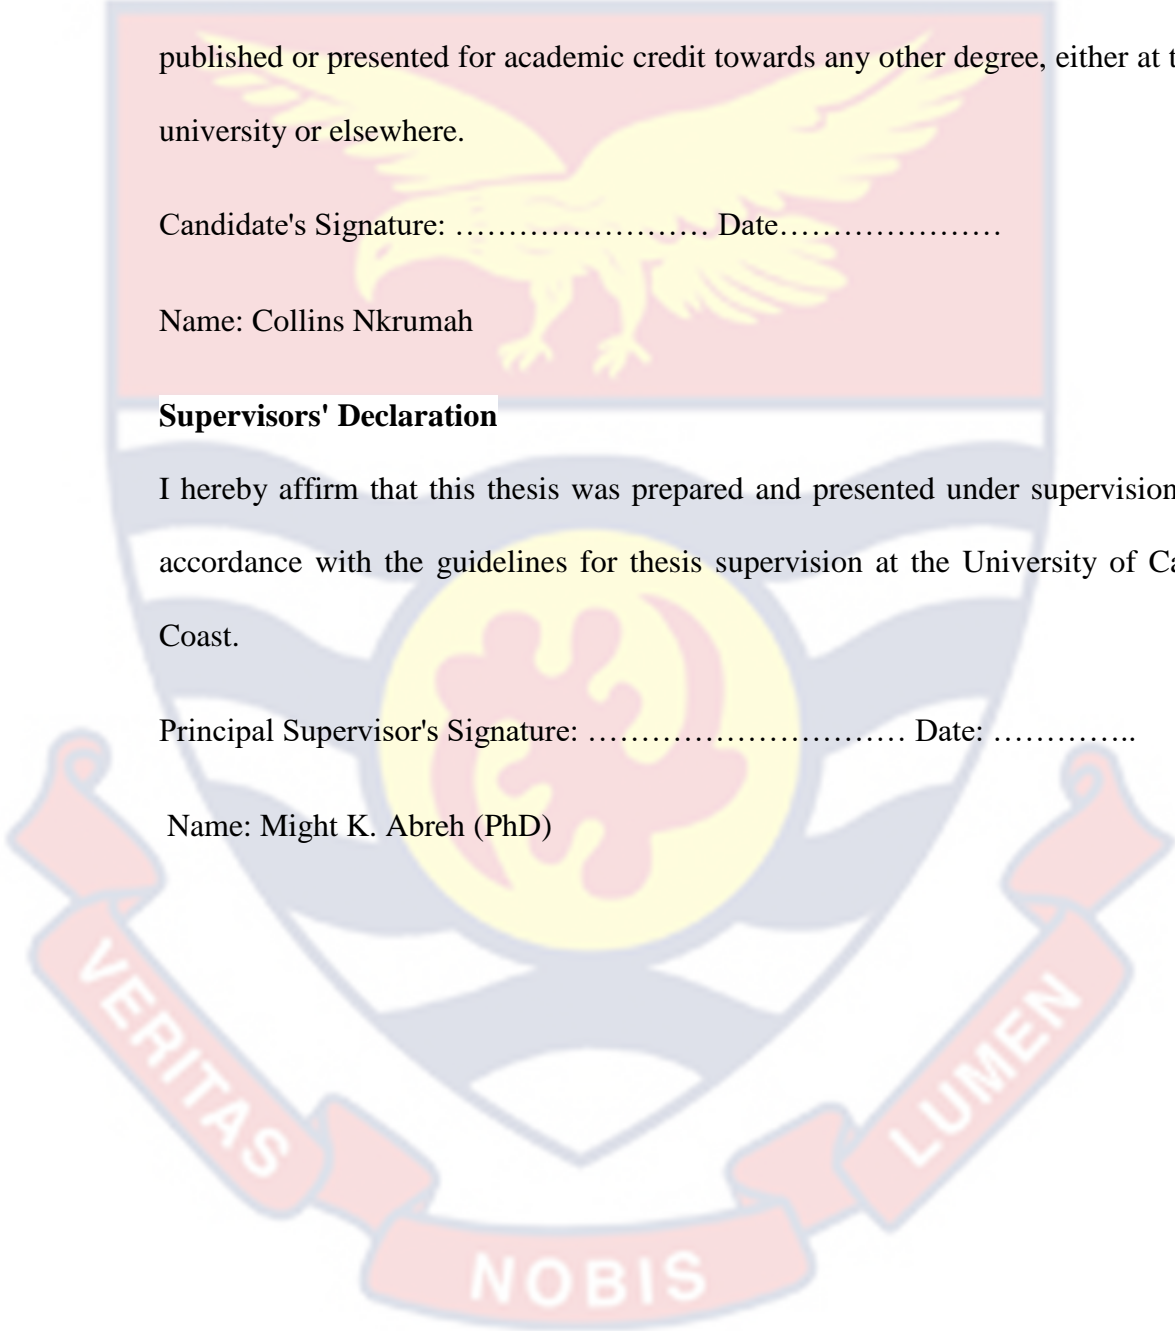 published or presented for academic credit towards any other degree, either at
university or elsewhere.
Candidate's Signature: …………………… Date…………………
Name: Collins Nkrumah
Supervisors' Declaration
I hereby affirm that this thesis was prepared and presented under supervision
accordance with the guidelines for thesis supervision at the University of
Coast.
Principal Supervisor's Signature: ………………………… Date: …………..
Name: Might K. Abreh (PhD)
VERITAS
NOBIS
LUMEN